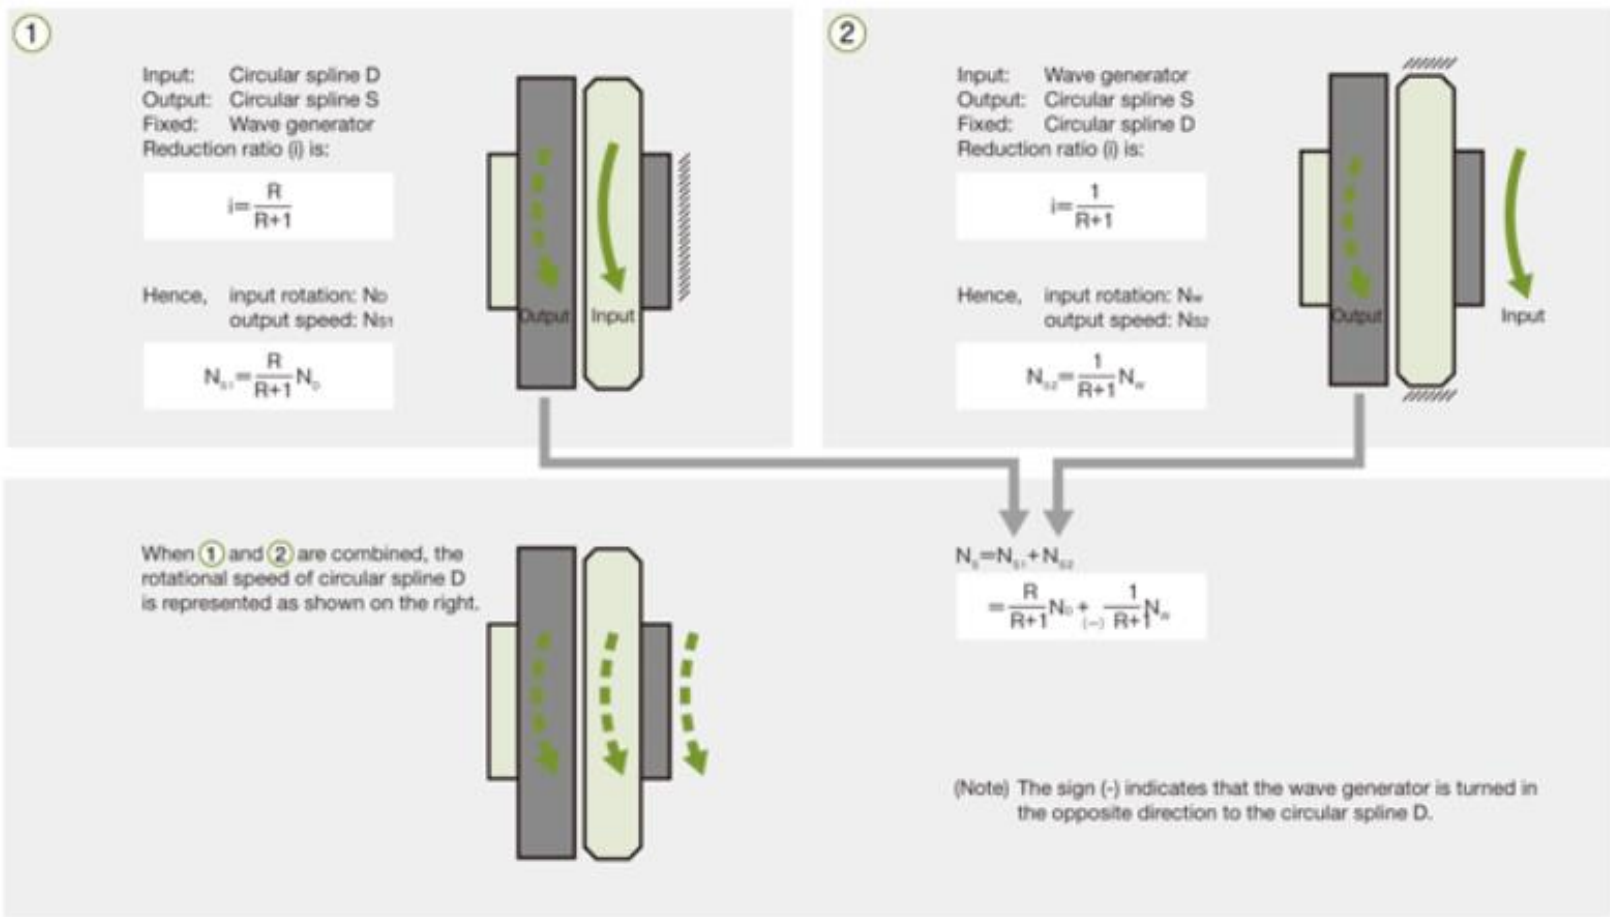 ①
Input: Circular spline D
Output: Circular spline S
Fixed: Wave generator
Reduction ratio (i) is:
i=R/R+1
Hence, input rotation: ND
output speed: NS1
NS1=R/R+1 ND
Output
Input
②
Input: Wave generator
Output: Circular spline S
Fixed: Circular spline D
Reduction ratio (i) is:
i=1/R+1
Hence, input rotation: Nw
output speed: NS2
NS2=1/R+1 Nw
Output
Input
When ① and ② are combined, the
rotational speed of circular spline D
is represented as shown on the right.
NS=NS1+NS2
=R/R+1 ND + (−) 1/R+1 Nw
(Note) The sign (-) indicates that the wave generator is turned in
the opposite direction to the circular spline D.